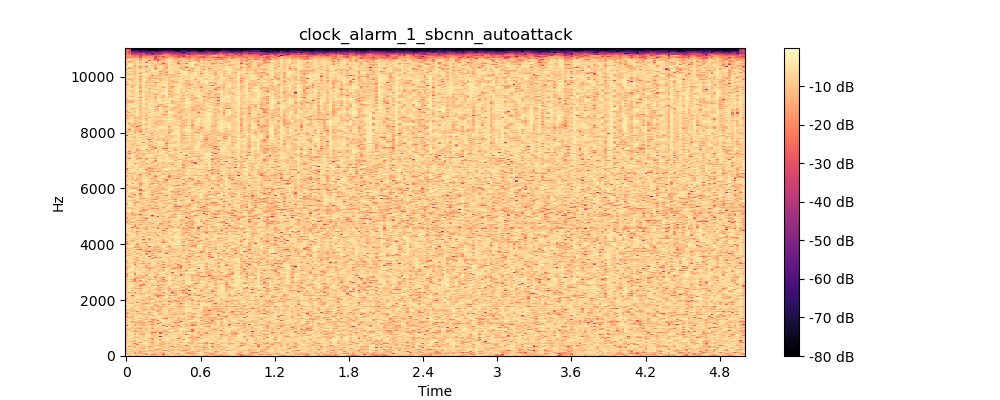 clock_alarm_1_sbcnn_autoattack
10000
8000
6000
4000
2000
0
Hz
0 0.6 1.2 1.8 2.4 3 3.6 4.2 4.8
Time
-10 dB
-20 dB
-30 dB
-40 dB
-50 dB
-60 dB
-70 dB
-80 dB